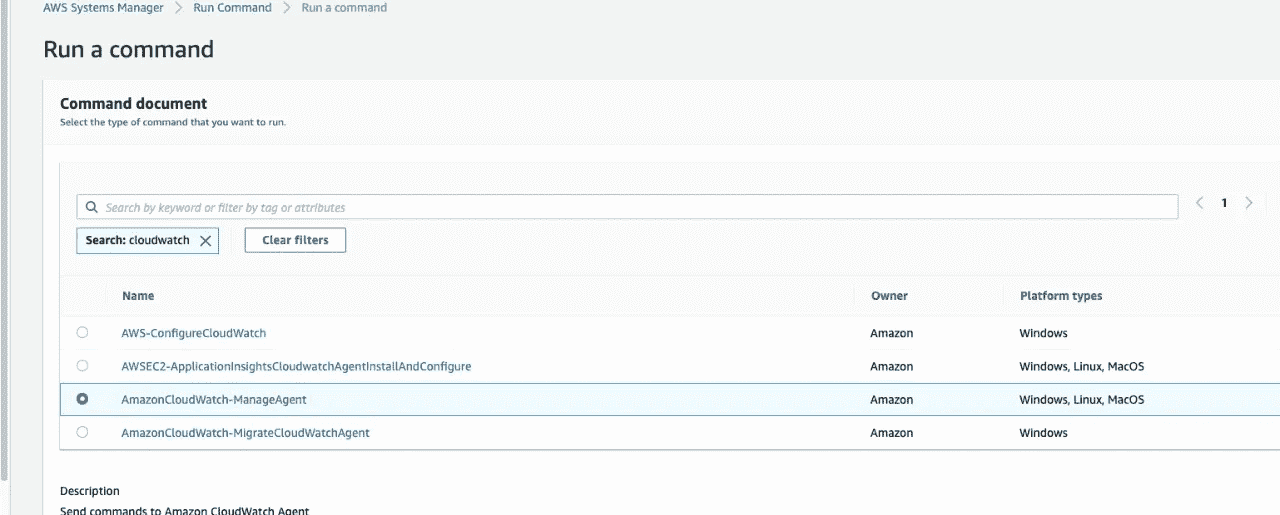 AWS Systems Manager > Run Command > Run a command
Run a command
Command document
Select the type of command that you want to run.
Search by keyword or filter by tag or attributes
1
Search: cloudwatch
Clear filters
Name Owner Platform types
AWS-ConfigureCloudWatch Amazon Windows
AWSEC2-ApplicationInsightsCloudwatchAgentInstallAndConfigure Amazon Windows, Linux, MacOS
AmazonCloudWatch-ManageAgent Amazon Windows, Linux, MacOS
AmazonCloudWatch-MigrateCloudWatchAgent Amazon Windows
Description
Send commands to Amazon CloudWatch Agent